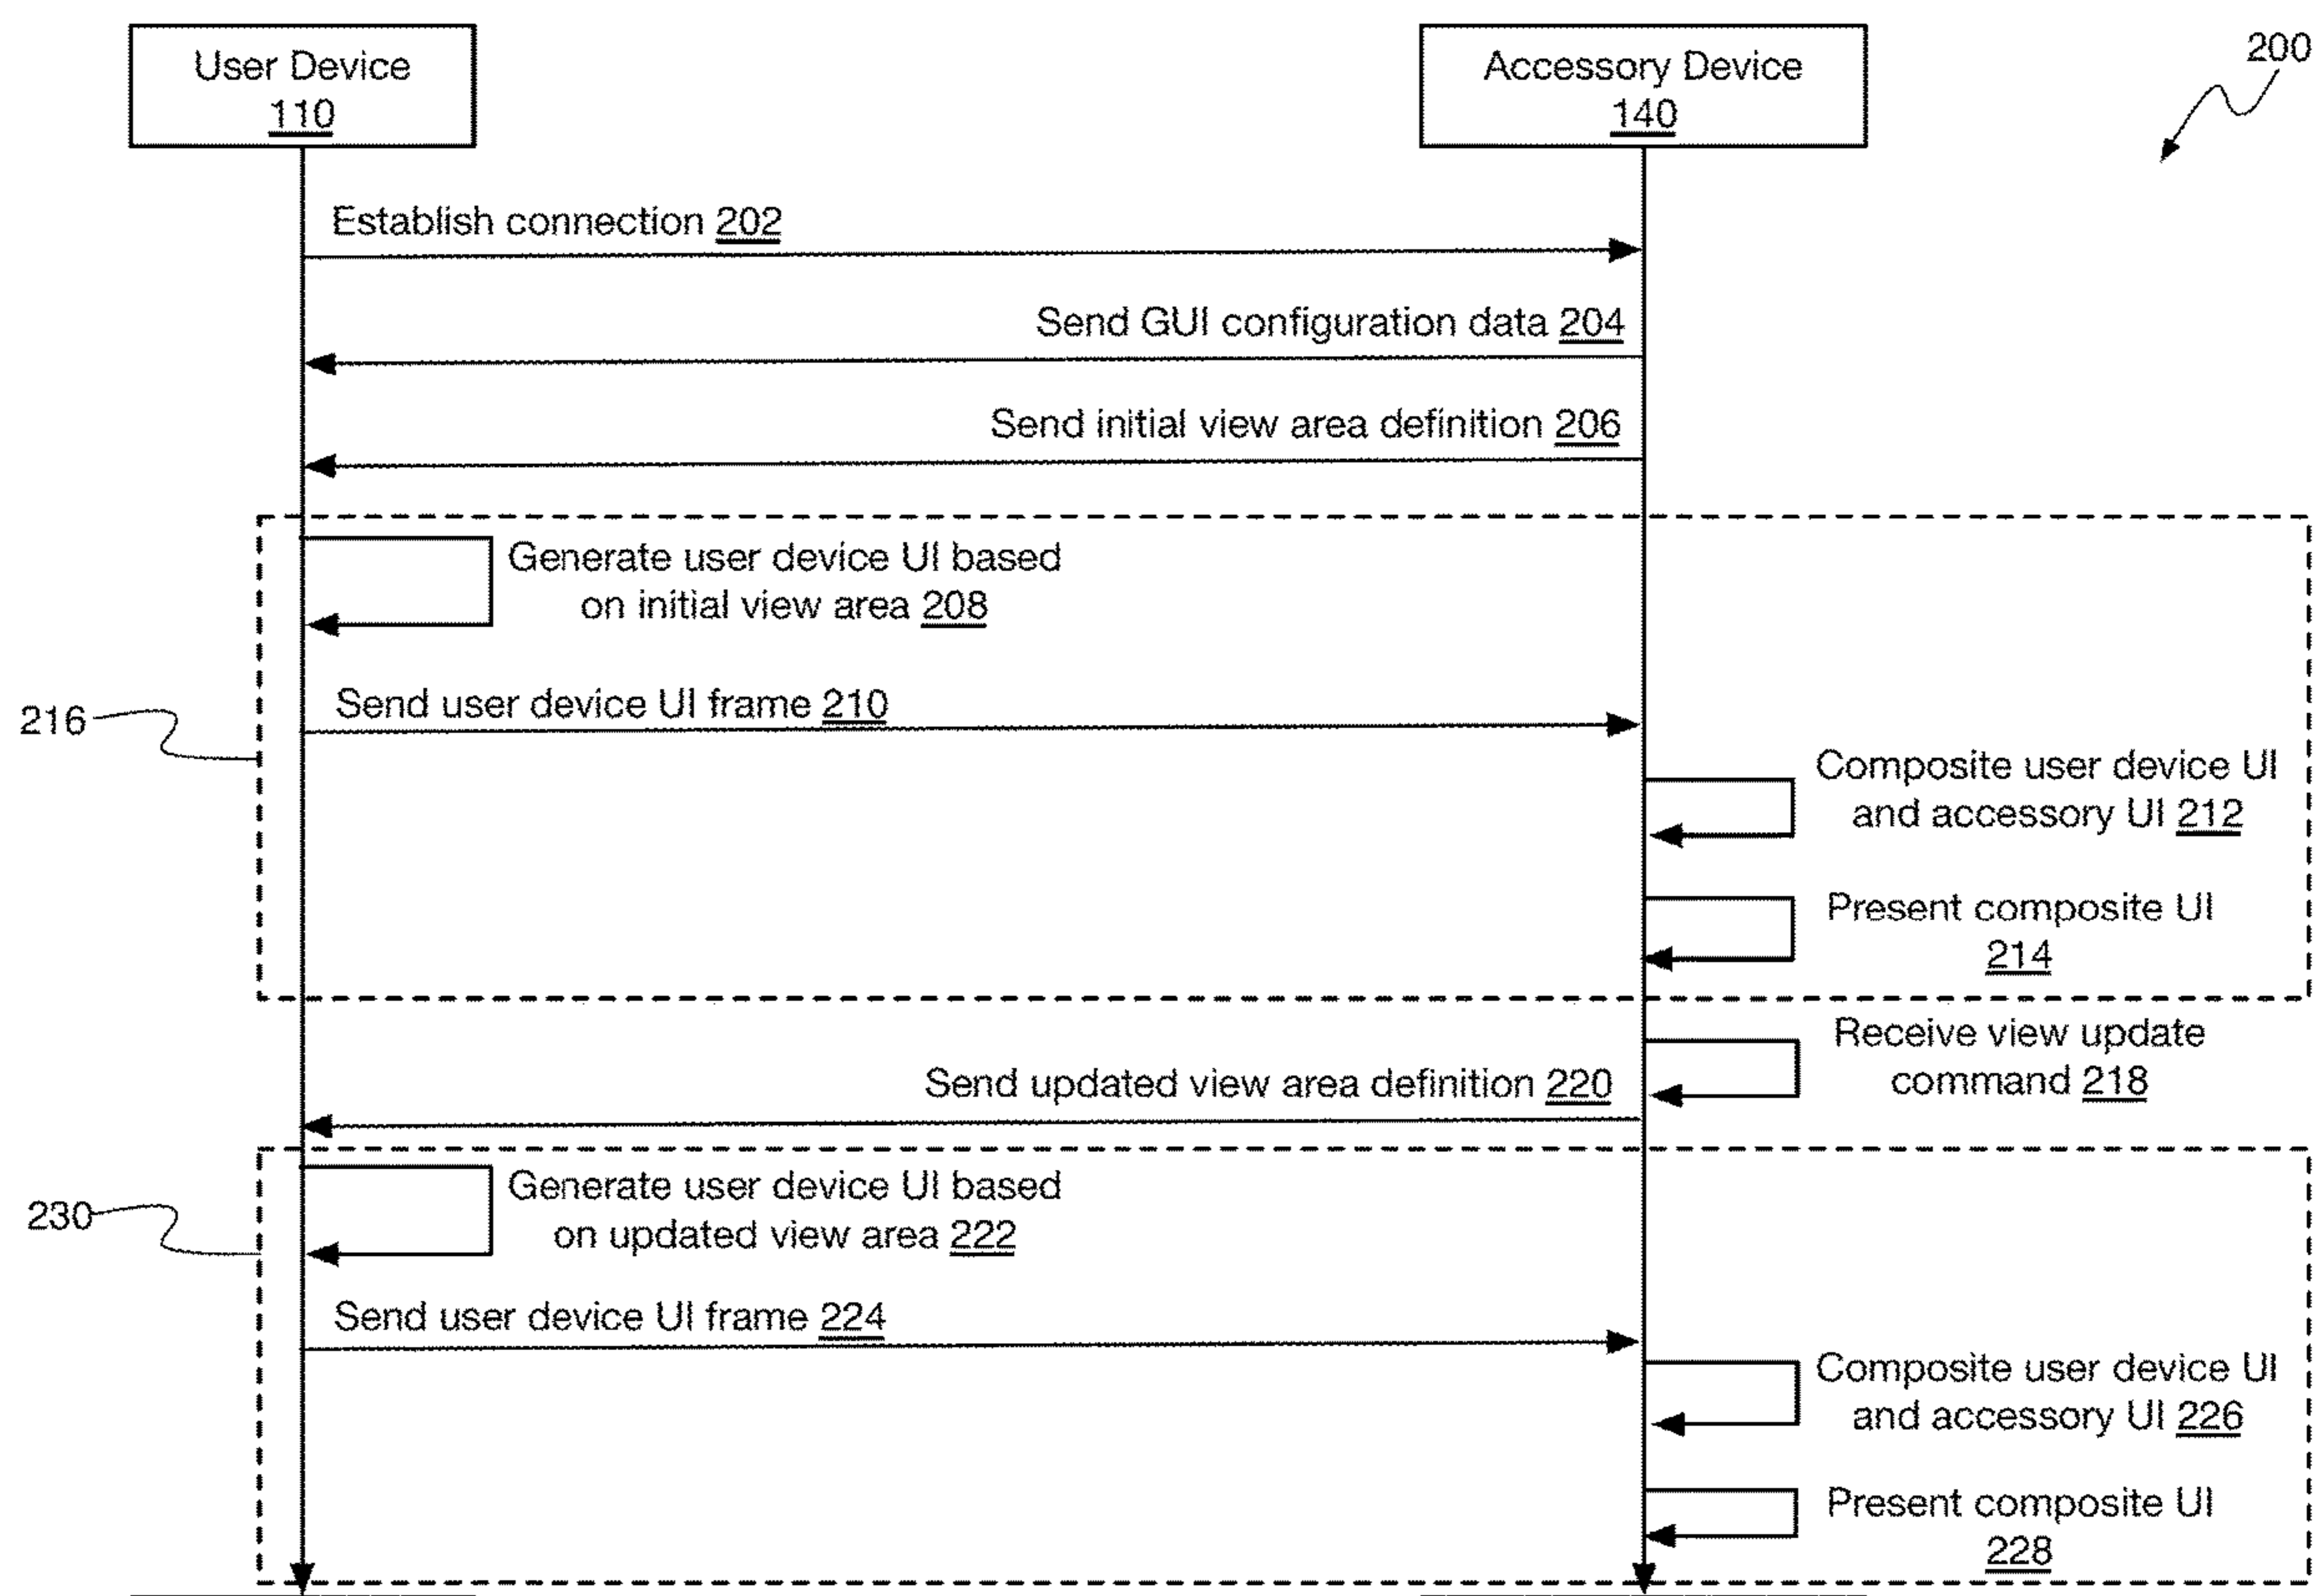 User Device
110
Accessory Device
140
200
Establish connection 202
Send GUI configuration data 204
Send initial view area definition 206
Generate user device UI based
on initial view area 208
216
Send user device UI frame 210
Composite user device UI
and accessory UI 212
Present composite UI
214
Receive view update
command 218
Send updated view area definition 220
Generate user device UI based
on updated view area 222
230
Send user device UI frame 224
Composite user device UI
and accessory UI 226
Present composite UI
228